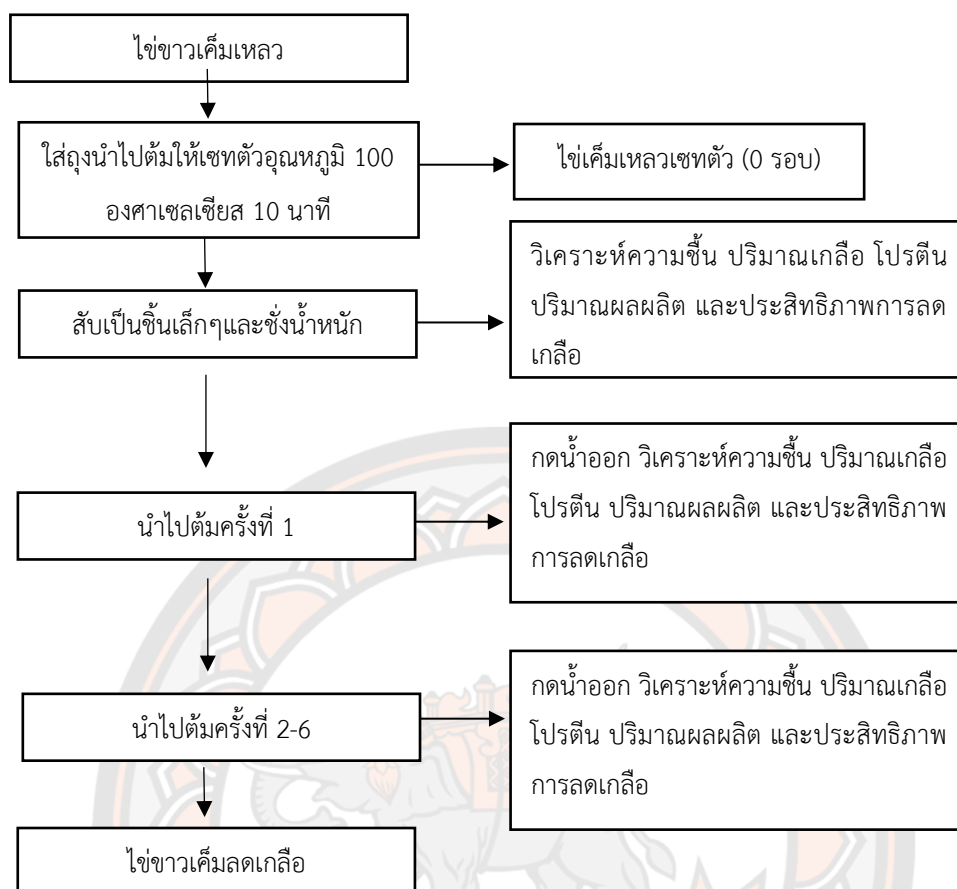 ไข่ขาวเค็มเหลว
ใส่ถุงนำไปต้มให้เซทตัวอุณหภูมิ 100
องศาเซลเซียส 10 นาที
ไข่เค็มเหลวเซทตัว (0 รอบ)
สับเป็นชิ้นเล็กๆและชั่งน้ำหนัก
วิเคราะห์ความชื้น ปริมาณเกลือ โปรตีน
ปริมาณผลผลิต และประสิทธิภาพการลด
เกลือ
นำไปต้มครั้งที่ 1
กดน้ำออก วิเคราะห์ความชื้น ปริมาณเกลือ
โปรตีน ปริมาณผลผลิต และประสิทธิภาพ
การลดเกลือ
นำไปต้มครั้งที่ 2-6
กดน้ำออก วิเคราะห์ความชื้น ปริมาณเกลือ
โปรตีน ปริมาณผลผลิต และประสิทธิภาพ
การลดเกลือ
ไข่ขาวเค็มลดเกลือ